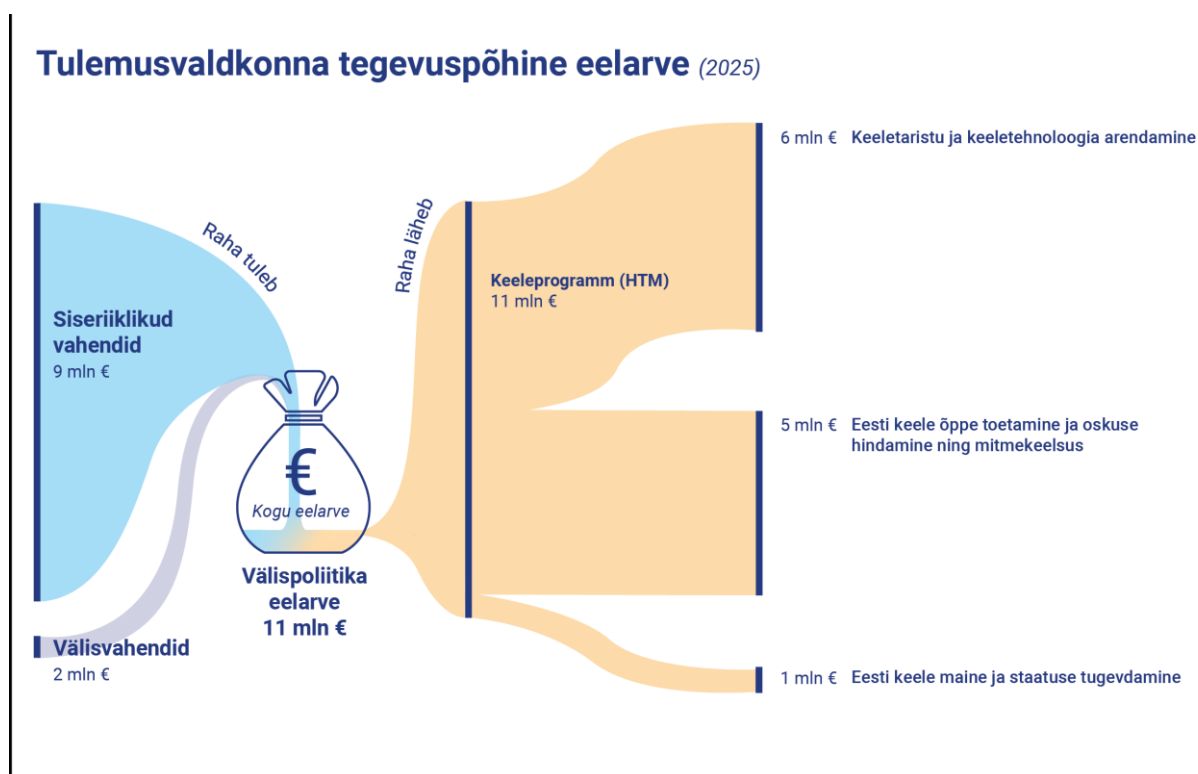 Tulemusvaldkonna tegevuspõhine eelarve (2025)
Raha tuleb
Siseriiklikud
vahendid
9 mln €
Välisvahendid
2 mln €
€
Kogu eelarve
Välispoliitika
eelarve
11 mln €
Raha läheb
Keeleprogramm (HTM)
11 mln €
6 mln € Keeletaristu ja keeletehnoloogia arendamine
5 mln € Eesti keele õppe toetamine ja oskuse
hindamine ning mitmekeelsus
1 mln € Eesti keele maine ja staatuse tugevdamine